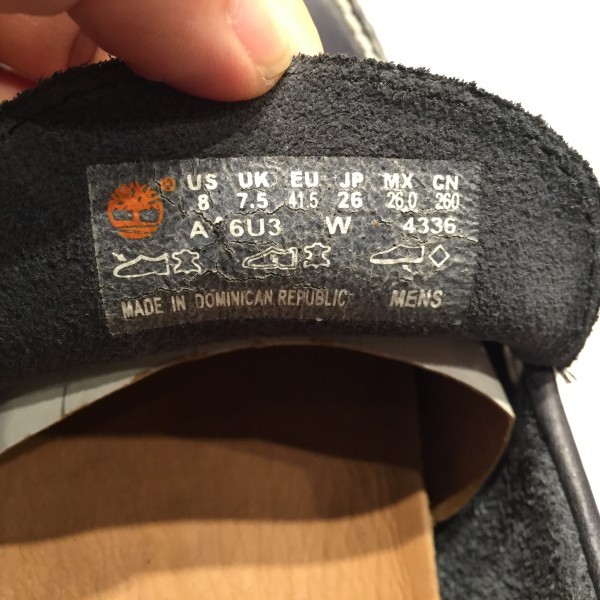 ® US UK EU JP MX CN
8 7.5 41.5 26 26.0 260
6U3 W 4336
MADE IN DOMINICAN REPUBLIC MENS